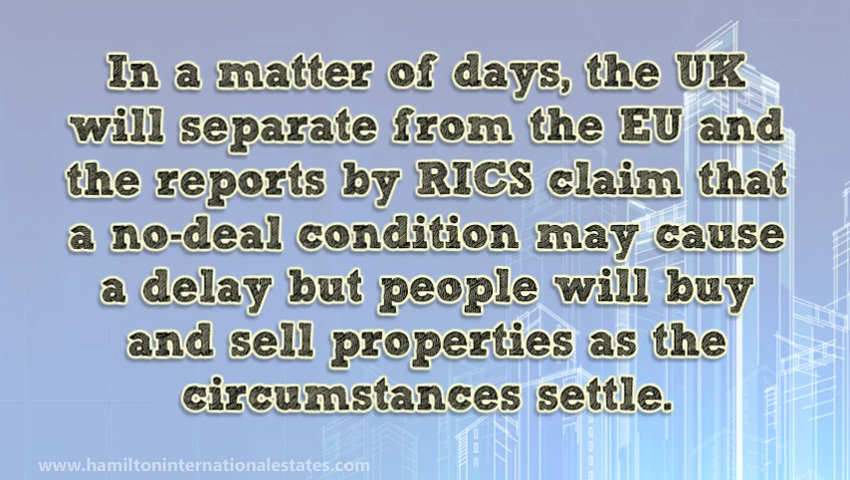 In a matter of days, the UK
will separate from the EU and
the reports by RICS claim that
a no-deal condition may cause
a delay but people will buy
and sell properties as the
circumstances settle.
www.hamiltoninternationalestates.com